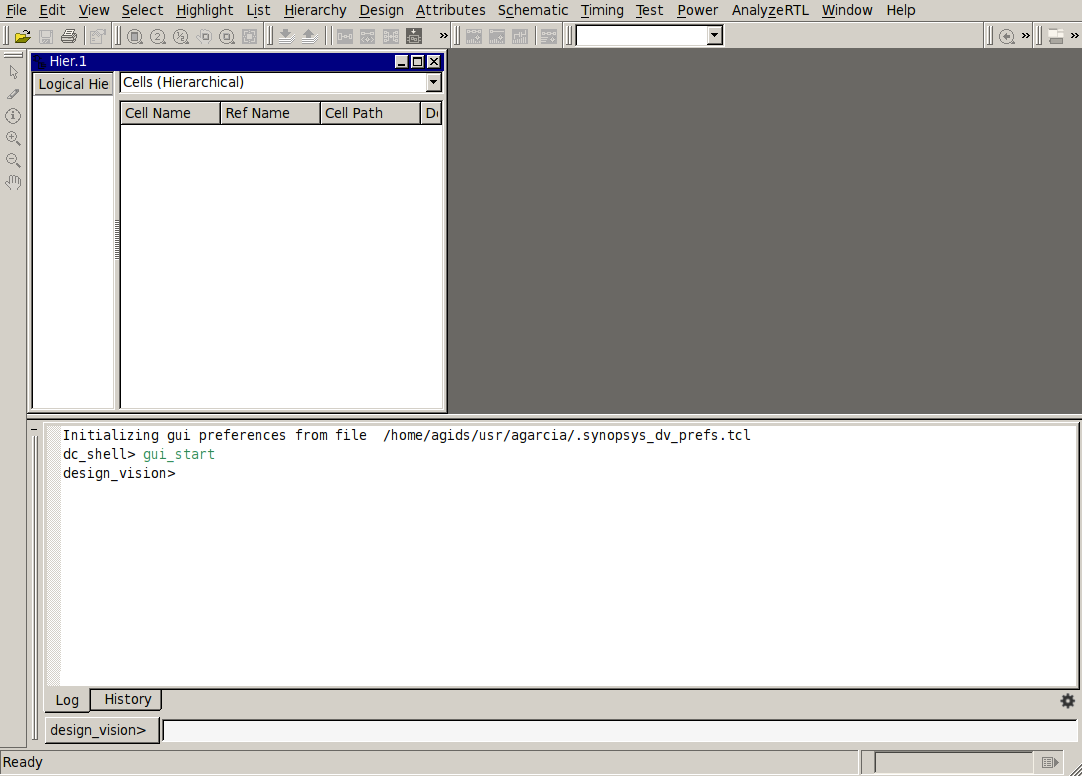 File Edit View Select Highlight List Hierarchy Design Attributes Schematic Timing Test Power AnalyzeRTL Window Help
Hier.1
Logical Hie
Cells (Hierarchical)
Cell Name Ref Name Cell Path
Initializing gui preferences from file  /home/agids/usr/agarcia/.synopsys_dv_prefs.tcl
dc_shell> gui_start
design_vision>
Log History
design_vision>
Ready